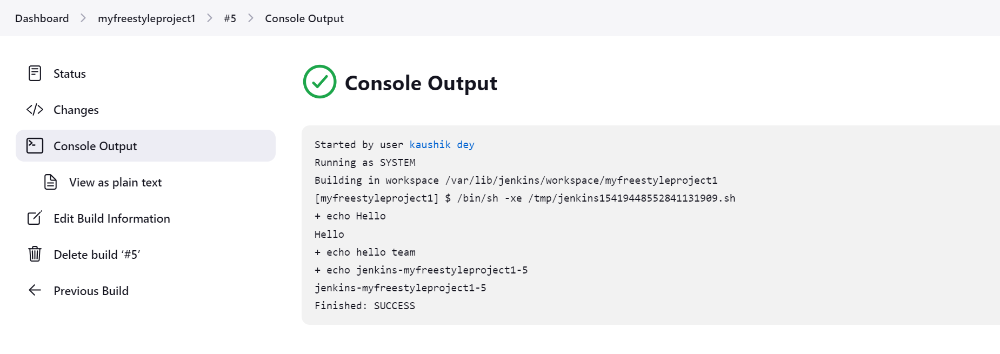 Dashboard > myfreestyleproject1 > #5 > Console Output
Status
Changes
Console Output
View as plain text
Edit Build Information
Delete build ‘#5’
Previous Build
Console Output
Started by user kaushik dey
Running as SYSTEM
Building in workspace /var/lib/jenkins/workspace/myfreestyleproject1
[myfreestyleproject1] $ /bin/sh -xe /tmp/jenkins15419448552841131909.sh
+ echo Hello
Hello
+ echo hello team
+ echo jenkins-myfreestyleproject1-5
jenkins-myfreestyleproject1-5
Finished: SUCCESS